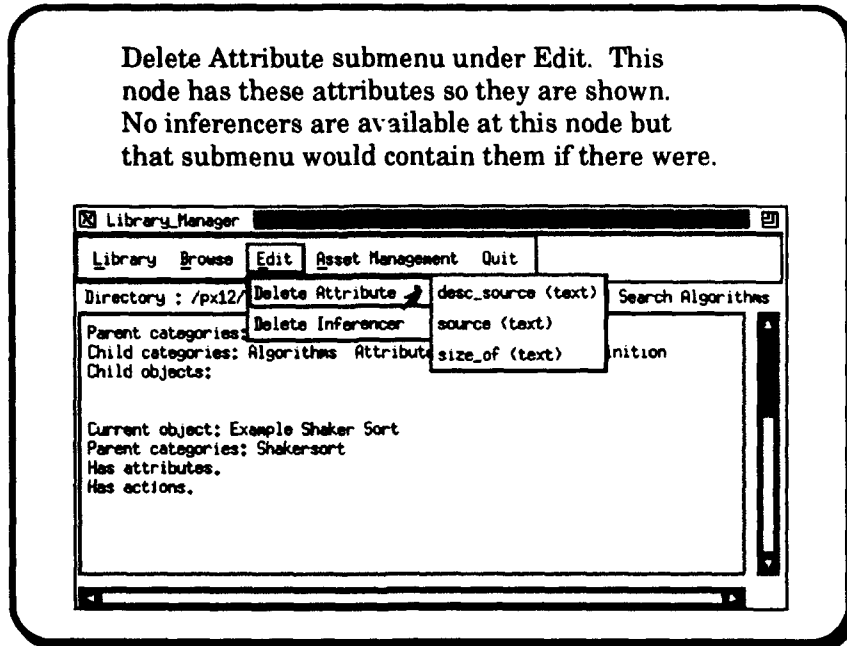 Delete Attribute submenu under Edit. This
node has these attributes so they are shown.
No inferencers are available at this node but
that submenu would contain them if there were.
Library_Manager
Library Browse Edit Asset Management Quit
Directory : /px12/ Delete Attribute desc_source (text) Search Algorithms
Delete Inferencer source (text)
Parent categories:
Child categories: Algorithms Attribute size_of (text) inition
Child objects:
Current object: Example Shaker Sort
Parent categories: Shakersort
Has attributes.
Has actions.